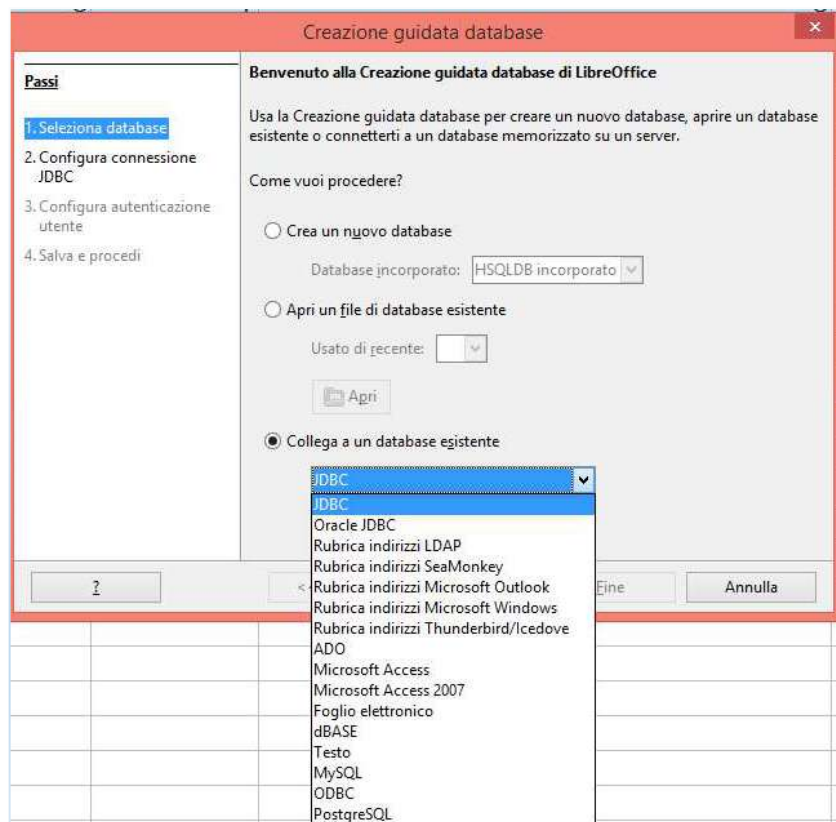 Creazione guidata database
Passi
1. Seleziona database
2. Configura connessione
JDBC
3. Configura autenticazione
utente
4. Salva e procedi
Benvenuto alla Creazione guidata database di LibreOffice
Usa la Creazione guidata database per creare un nuovo database, aprire un database
esistente o connetterti a un database memorizzato su un server.
Come vuoi procedere?
Crea un nuovo database
Database incorporato: HSQLDB incorporato
Apri un file di database esistente
Usato di recente:
Apri
Collega a un database esistente
JDBC
JDBC
Oracle JDBC
Rubrica indirizzi LDAP
Rubrica indirizzi SeaMonkey
Rubrica indirizzi Microsoft Outlook
Rubrica indirizzi Microsoft Windows
Rubrica indirizzi Thunderbird/Icedove
ADO
Microsoft Access
Microsoft Access 2007
Foglio elettronico
dBASE
Testo
MySQL
ODBC
PostgreSQL
?
Fine
Annulla